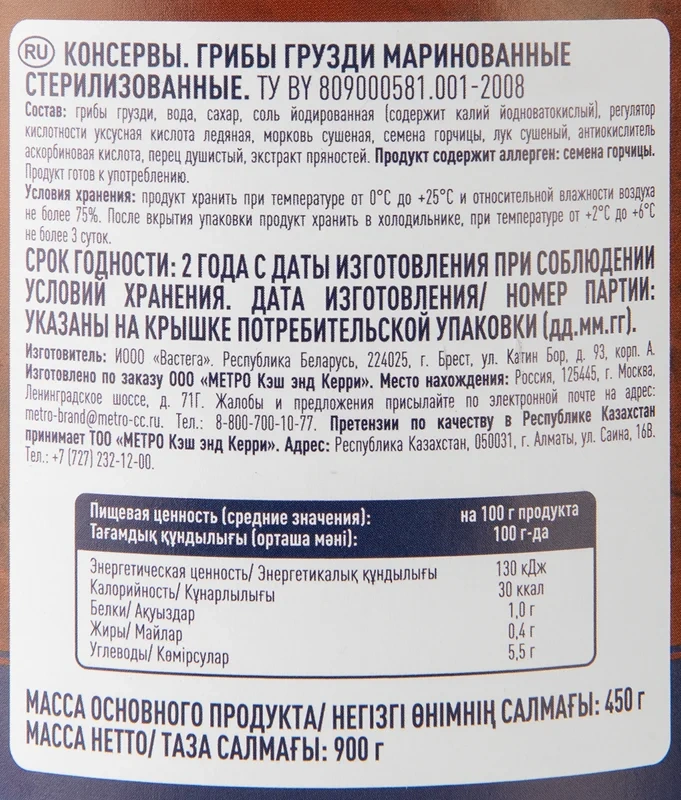 RU КОНСЕРВЫ. ГРИБЫ ГРУЗДИ МАРИНОВАННЫЕ
СТЕРИЛИЗОВАННЫЕ. ТУ BY 809000581.001-2008
Состав: грибы грузди, вода, сахар, соль йодированная (содержит калий йодноватокислый), регулятор
кислотности уксусная кислота ледяная, морковь сушеная, семена горчицы, лук сушеный, антиокислитель
аскорбиновая кислота, перец душистый, экстракт пряностей. Продукт содержит аллерген: семена горчицы.
Продукт готов к употреблению.
Условия хранения: продукт хранить при температуре от 0°С до +25°С и относительной влажности воздуха
не более 75%. После вскрытия упаковки продукт хранить в холодильнике, при температуре от +2°С до +6°С
не более 3 суток.
СРОК ГОДНОСТИ: 2 ГОДА С ДАТЫ ИЗГОТОВЛЕНИЯ ПРИ СОБЛЮДЕНИИ
УСЛОВИЙ ХРАНЕНИЯ. ДАТА ИЗГОТОВЛЕНИЯ/ НОМЕР ПАРТИИ:
УКАЗАНЫ НА КРЫШКЕ ПОТРЕБИТЕЛЬСКОЙ УПАКОВКИ (дд.мм.гг).
Изготовитель: ИООО «Вастега». Республика Беларусь, 224025, г. Брест, ул. Катин Бор, д. 93, корп. А.
Изготовлено по заказу ООО «МЕТРО Кэш энд Керри». Место нахождения: Россия, 125445, г. Москва,
Ленинградское шоссе, д. 71Г. Жалобы и предложения присылайте по электронной почте на адрес:
metro-brand@metro-cc.ru. Тел.: 8-800-700-10-77. Претензии по качеству в Республике Казахстан
принимает ТОО «МЕТРО Кэш энд Керри». Адрес: Республика Казахстан, 050031, г. Алматы, ул. Саина, 16В.
Тел.: +7 (727) 232-12-00.
Пищевая ценность (средние значения): на 100 г продукта
Тағамдық құндылығы (орташа мәні): 100 г-да
Энергетическая ценность/ Энергетикалық құндылығы 130 кДж
Калорийность/ Құнарлылығы 30 ккал
Белки/ Ақуыздар 1,0 г
Жиры/ Майлар 0,4 г
Углеводы/ Көмірсулар 5,5 г
МАССА ОСНОВНОГО ПРОДУКТА/ НЕГІЗГІ ӨНІМНІҢ САЛМАҒЫ: 450 г
МАССА НЕТТО/ ТАЗА САЛМАҒЫ: 900 г